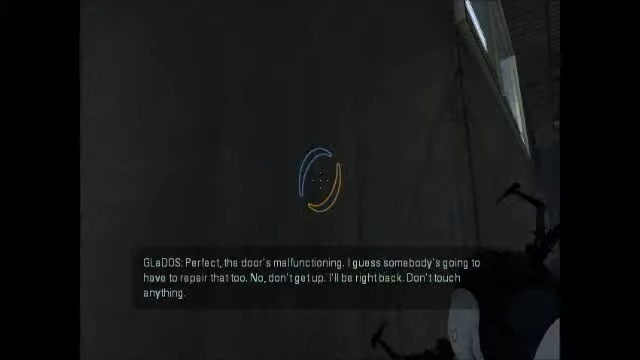 GLaDOS: Perfect, the door's malfunctioning. I guess somebody's going to
have to repair that too. No, don't get up. I'll be right back. Don't touch
anything.